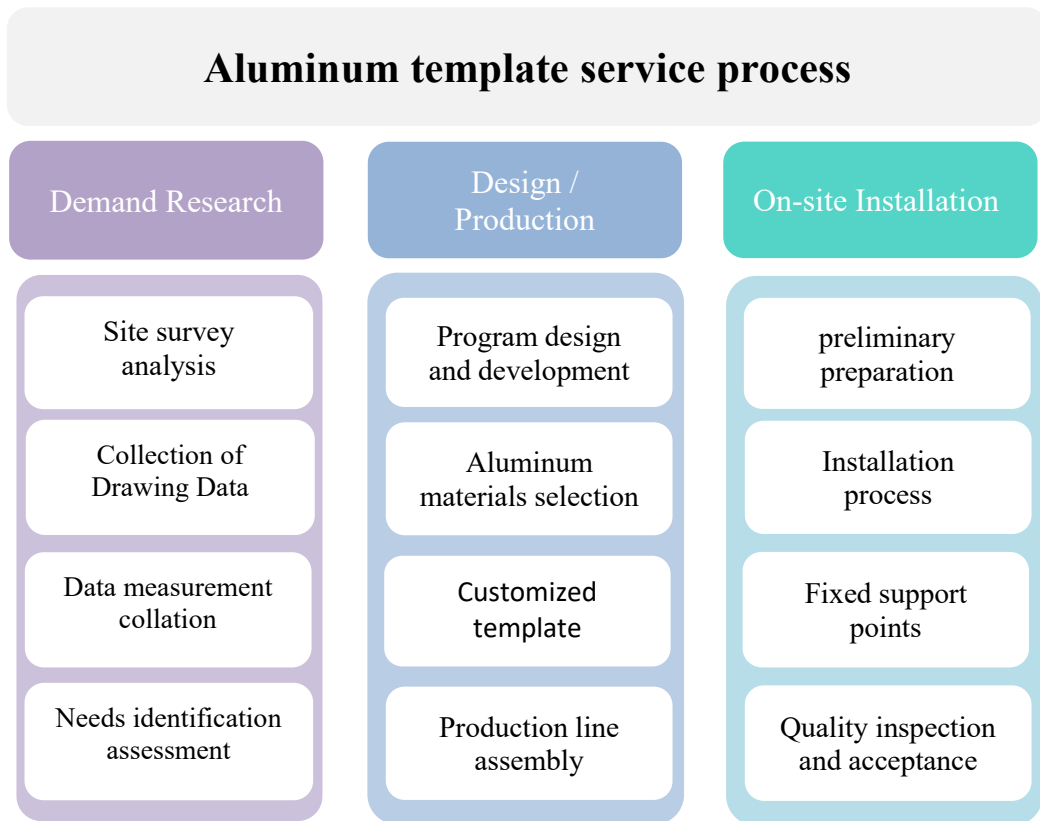 Aluminum template service process
Demand Research
Site survey
analysis
Collection of
Drawing Data
Data measurement
collation
Needs identification
assessment
Design /
Production
Program design
and development
Aluminum
materials selection
Customized
template
Production line
assembly
On-site Installation
preliminary
preparation
Installation
process
Fixed support
points
Quality inspection
and acceptance